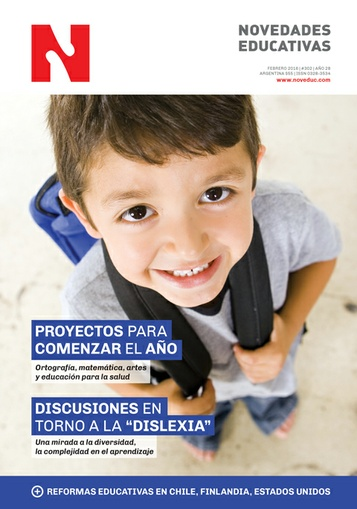 N
NOVEDADES
EDUCATIVAS
FEBRERO 2016 | #302 | AÑO 28
ARGENTINA $55 | ISSN 0328-3534
www.noveduc.com
PROYECTOS PARA
COMENZAR EL AÑO
Ortografía, matemática, artes
y educación para la salud
DISCUSIONES EN
TORNO A LA “DISLEXIA”
Una mirada a la diversidad,
la complejidad en el aprendizaje
+ REFORMAS EDUCATIVAS EN CHILE, FINLANDIA, ESTADOS UNIDOS